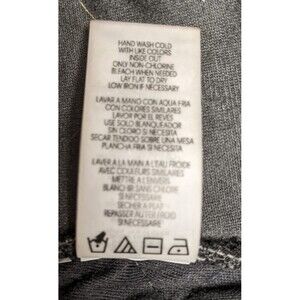 HAND WASH COLD
WITH LIKE COLORS
INSIDE OUT
ONLY NON-CHLORINE
BLEACH WHEN NEEDED
LAY FLAT TO DRY
LOW IRON IF NECESSARY
LAVAR A MANO CON AQUA FRIA
CON COLORES SIMILARES
LAVOR POR EL REVES
USE SOLO BLANQUEADOR
SIN CLORO SI NECESITA
SECAR TENDIDO SOBRE UNA MESA
PLANCHA FRIA SI NECESITA
LAVER A LA MAIN A L'EAU FROIDE
AVEC COULEURS SIMILAIRES
METTRE A L'ENVERS
BLANCHIR SANS CHLORE
SI NECESSAIRE
SECHER A PLAT
REPASSER AU FER FROID
SI NECESSAIRE